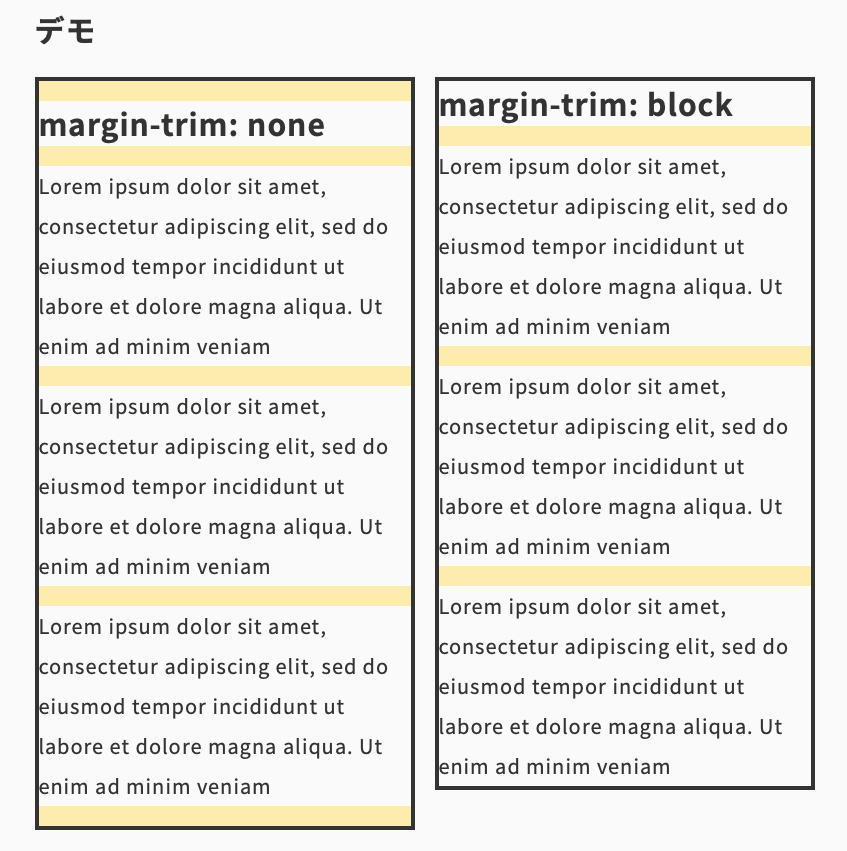 デモ
margin-trim: none
Lorem ipsum dolor sit amet,
consectetur adipiscing elit, sed do
eiusmod tempor incididunt ut
labore et dolore magna aliqua. Ut
enim ad minim veniam
Lorem ipsum dolor sit amet,
consectetur adipiscing elit, sed do
eiusmod tempor incididunt ut
labore et dolore magna aliqua. Ut
enim ad minim veniam
Lorem ipsum dolor sit amet,
consectetur adipiscing elit, sed do
eiusmod tempor incididunt ut
labore et dolore magna aliqua. Ut
enim ad minim veniam
margin-trim: block
Lorem ipsum dolor sit amet,
consectetur adipiscing elit, sed do
eiusmod tempor incididunt ut
labore et dolore magna aliqua. Ut
enim ad minim veniam
Lorem ipsum dolor sit amet,
consectetur adipiscing elit, sed do
eiusmod tempor incididunt ut
labore et dolore magna aliqua. Ut
enim ad minim veniam
Lorem ipsum dolor sit amet,
consectetur adipiscing elit, sed do
eiusmod tempor incididunt ut
labore et dolore magna aliqua. Ut
enim ad minim veniam